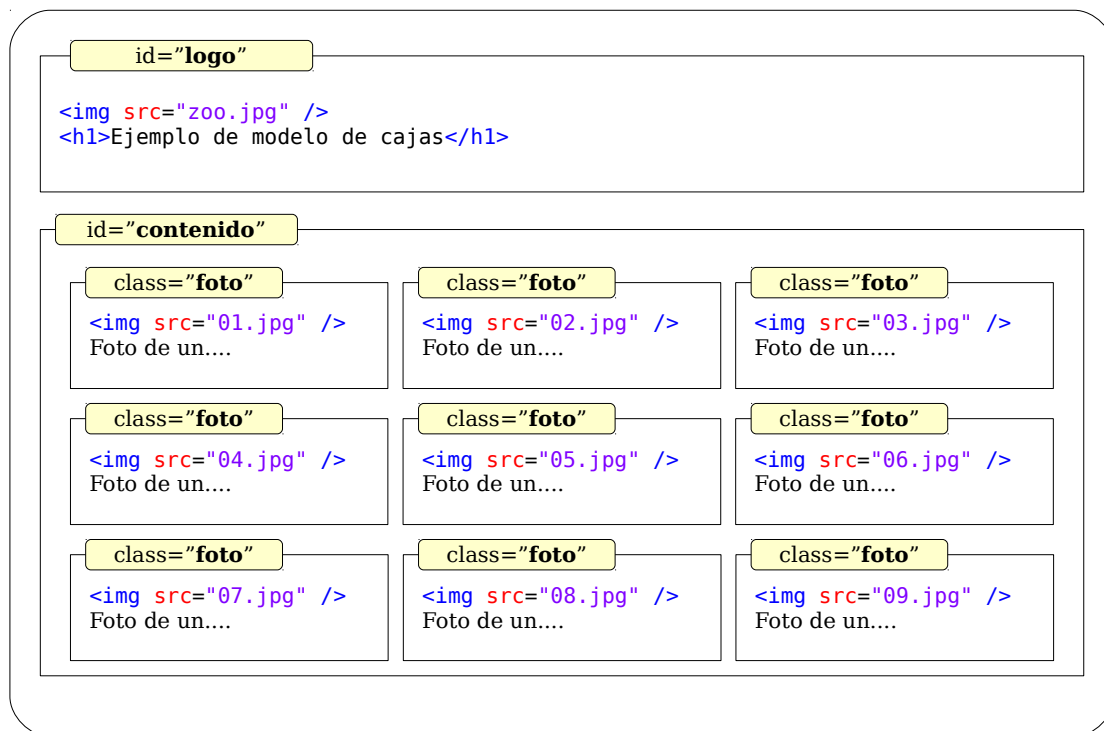 id=”logo”
<img src="zoo.jpg" />
<h1>Ejemplo de modelo de cajas</h1>
id=”contenido”
class=”foto” class=”foto” class=”foto”
<img src="01.jpg" /> <img src="02.jpg" /> <img src="03.jpg" />
Foto de un.... Foto de un.... Foto de un....
class=”foto” class=”foto” class=”foto”
<img src="04.jpg" /> <img src="05.jpg" /> <img src="06.jpg" />
Foto de un.... Foto de un.... Foto de un....
class=”foto” class=”foto” class=”foto”
<img src="07.jpg" /> <img src="08.jpg" /> <img src="09.jpg" />
Foto de un.... Foto de un.... Foto de un....